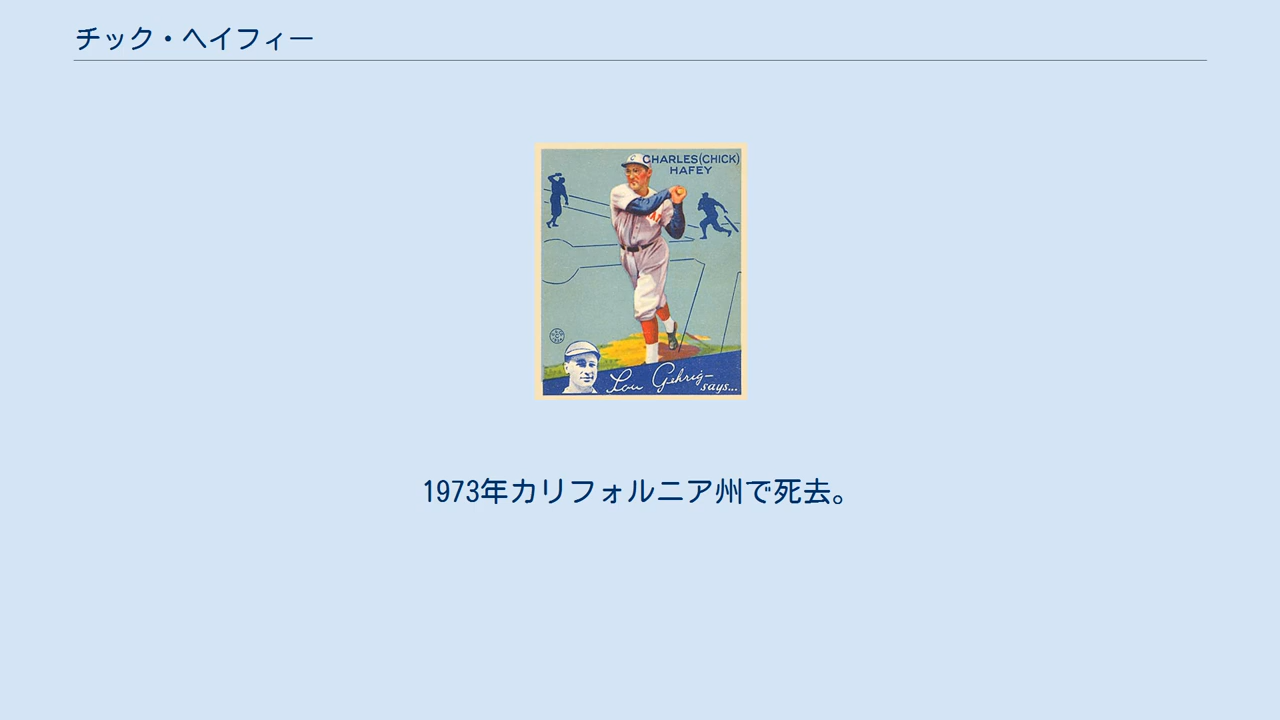 チック・ヘイフィー
CHARLES(CHICK)
HAFEY
Lou Gehrig—
says...
1973年カリフォルニア州で死去。